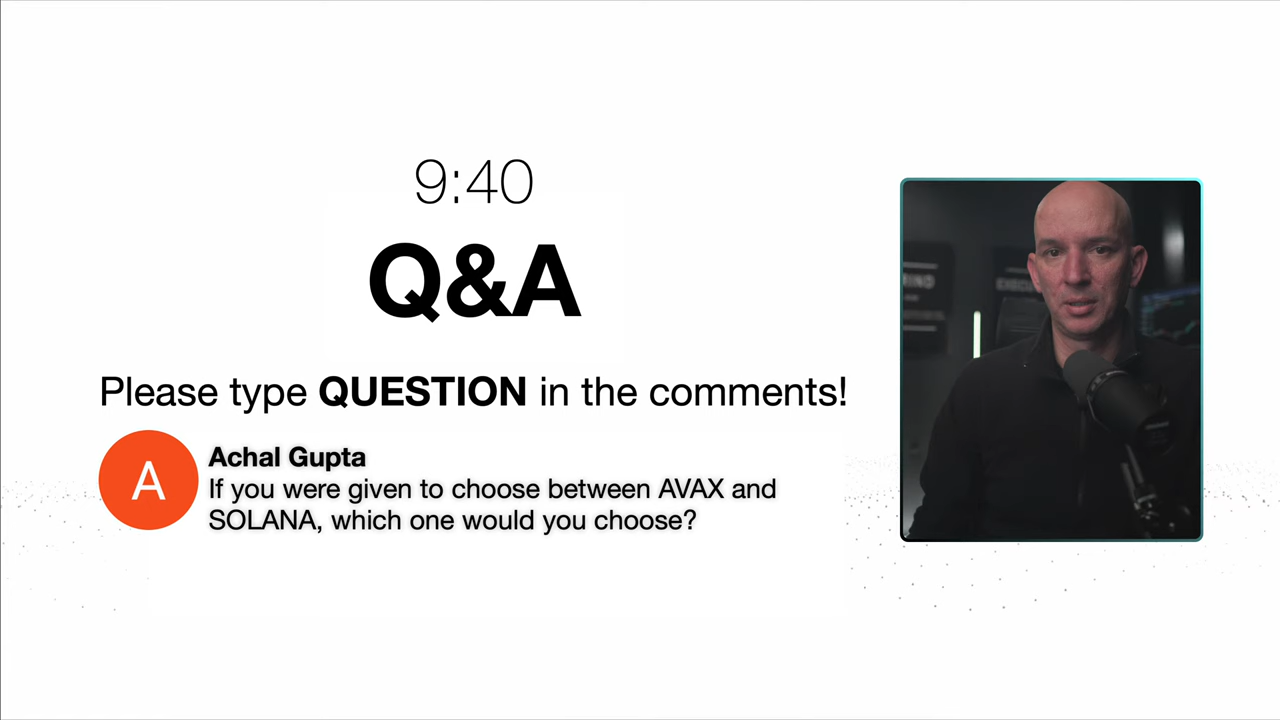 9:40
Q&A
Please type QUESTION in the comments!
A
Achal Gupta
If you were given to choose between AVAX and
SOLANA, which one would you choose?